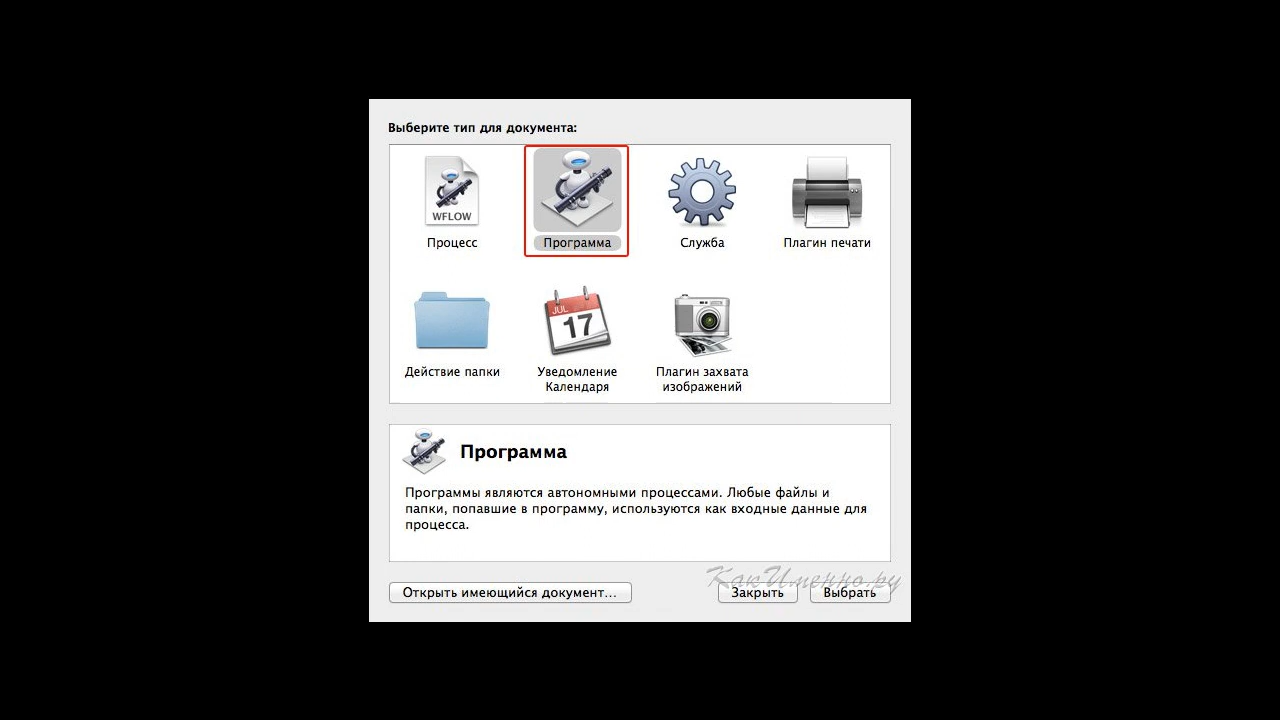 Выберите тип для документа:
WFLOW
Процесс
Программа
Служба
Плагин печати
JUL
17
Действие папки
Уведомление
Календаря
Плагин захвата
изображений
Программа
Программы являются автономными процессами. Любые файлы и
папки, попавшие в программу, используются как входные данные для
процесса.
КакИменно.ру
Открыть имеющийся документ...
Закрыть
Выбрать